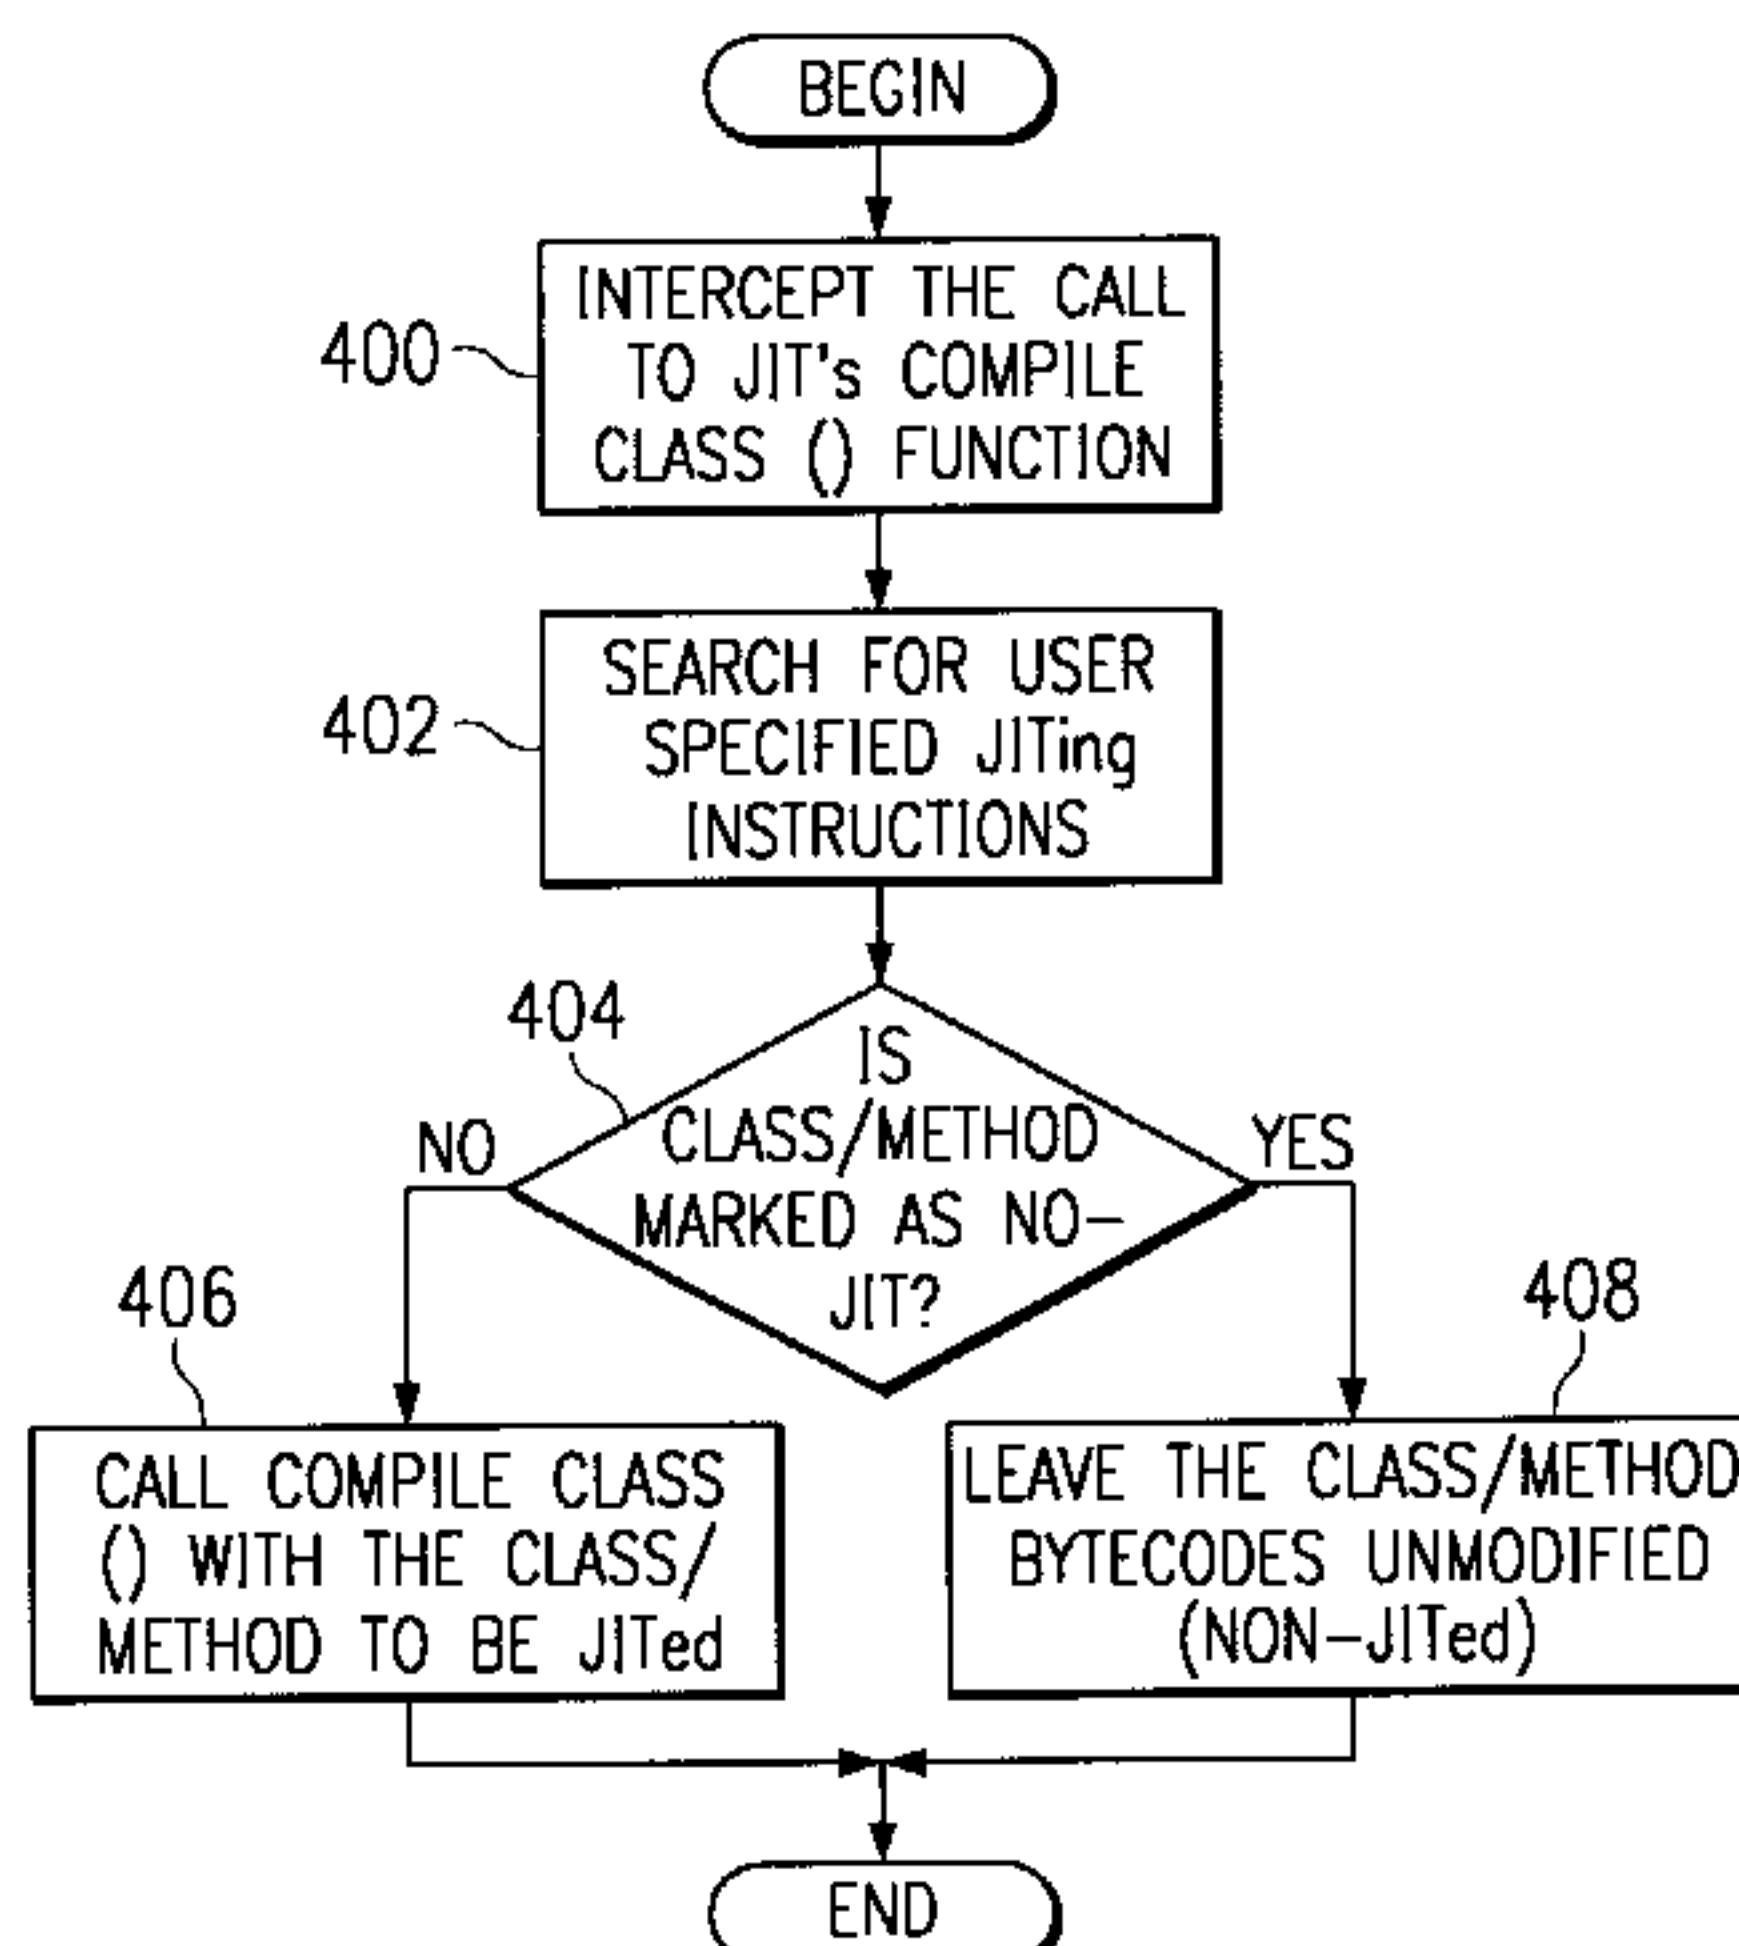 BEGIN
400
INTERCEPT THE CALL
TO JIT's COMPILE
CLASS () FUNCTION
402
SEARCH FOR USER
SPECIFIED JITing
INSTRUCTIONS
404
IS
CLASS/METHOD
MARKED AS NO-
JIT?
NO
YES
406
CALL COMPILE CLASS
() WITH THE CLASS/
METHOD TO BE JITed
408
LEAVE THE CLASS/METHOD
BYTECODES UNMODIFIED
(NON-JITed)
END